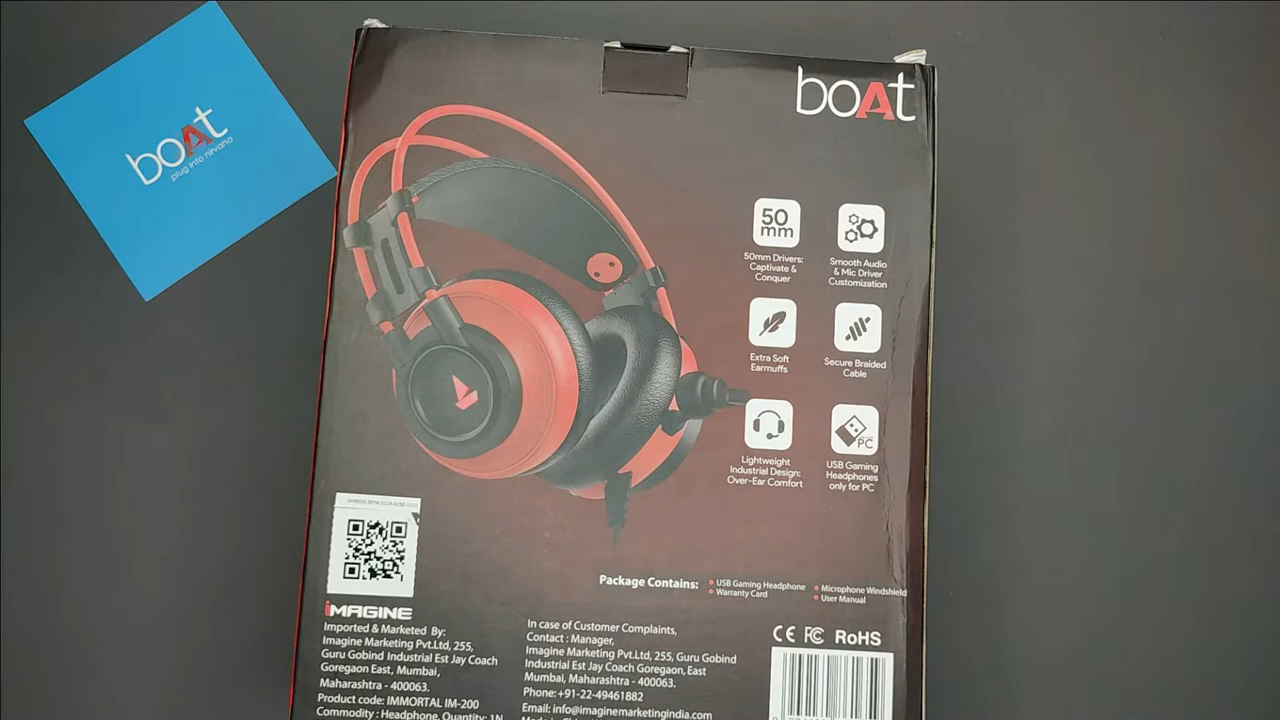 boAt
plug into nirvana
boAt
50
mm
50mm Drivers:
Captivate &
Conquer
Smooth Audio
& Mic Driver
Customization
Extra Soft
Earmuffs
Secure Braided
Cable
Lightweight
Industrial Design:
Over-Ear Comfort
PC
USB Gaming
Headphones
only for PC
Package Contains:
USB Gaming Headphone
Warranty Card
Microphone Windshield
User Manual
iMAGINE
Imported & Marketed By:
Imagine Marketing Pvt.Ltd, 255,
Guru Gobind Industrial Est Jay Coach
Goregaon East, Mumbai,
Maharashtra - 400063.
Product code: IMMORTAL IM-200
Commodity : Headphone, Quantity: 1N
In case of Customer Complaints,
Contact : Manager,
Imagine Marketing Pvt.Ltd, 255, Guru Gobind
Industrial Est Jay Coach Goregaon, East
Mumbai, Maharashtra - 400063.
Phone: +91-22-49461882
Email: info@imaginemarketingindia.com
CE FC RoHS